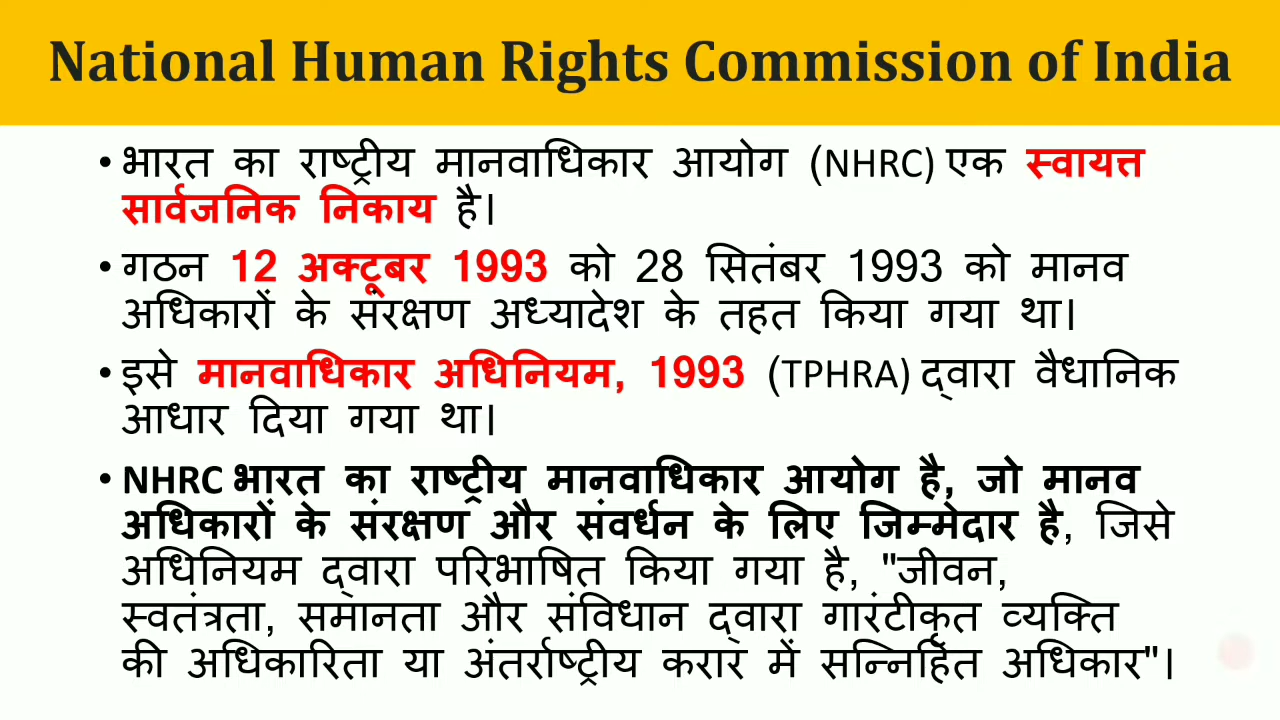 National Human Rights Commission of India
• भारत का राष्ट्रीय मानवाधिकार आयोग (NHRC) एक स्वायत्त
सार्वजनिक निकाय है।
• गठन 12 अक्टूबर 1993 को 28 सितंबर 1993 को मानव
अधिकारों के संरक्षण अध्यादेश के तहत किया गया था।
• इसे मानवाधिकार अधिनियम, 1993 (TPHRA) द्वारा वैधानिक
आधार दिया गया था।
• NHRC भारत का राष्ट्रीय मानवाधिकार आयोग है, जो मानव
अधिकारों के संरक्षण और संवर्धन के लिए जिम्मेदार है, जिसे
अधिनियम द्वारा परिभाषित किया गया है, "जीवन,
स्वतंत्रता, समानता और संविधान द्वारा गारंटीकृत व्यक्ति
की अधिकारिता या अंतर्राष्ट्रीय करार में सन्निहित अधिकार"।